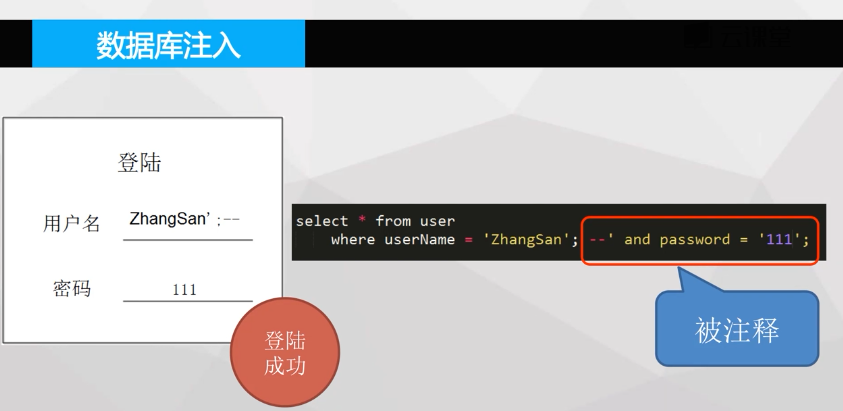 数据库注入
登陆
用户名 ZhangSan' ;--
密码 111
登陆
成功
select * from user
where userName = 'ZhangSan'; --' and password = '111';
被注释